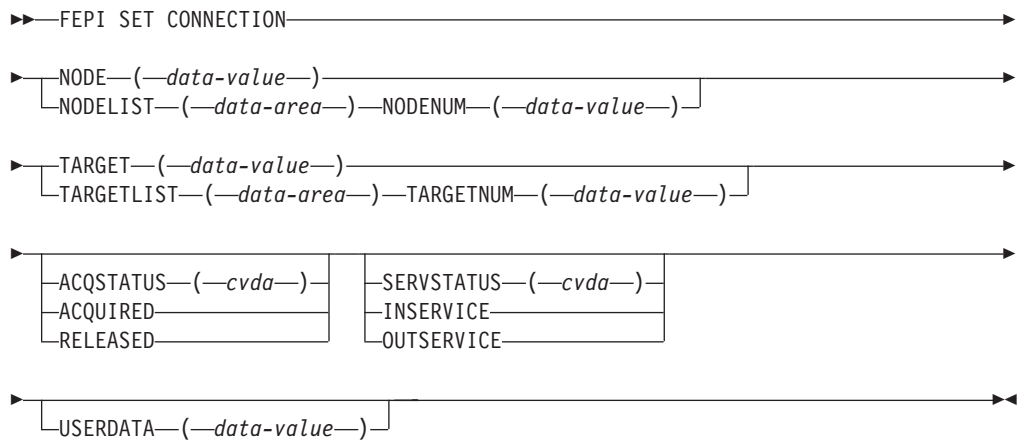 FEPI SET CONNECTION
NODE ( data-value )
NODELIST ( data-area ) NODENUM ( data-value )
TARGET ( data-value )
TARGETLIST ( data-area ) TARGETNUM ( data-value )
ACQSTATUS ( cvda ) SERVSTATUS ( cvda )
ACQUIRED INSERVICE
RELEASED OUTSERVICE
USERDATA ( data-value )